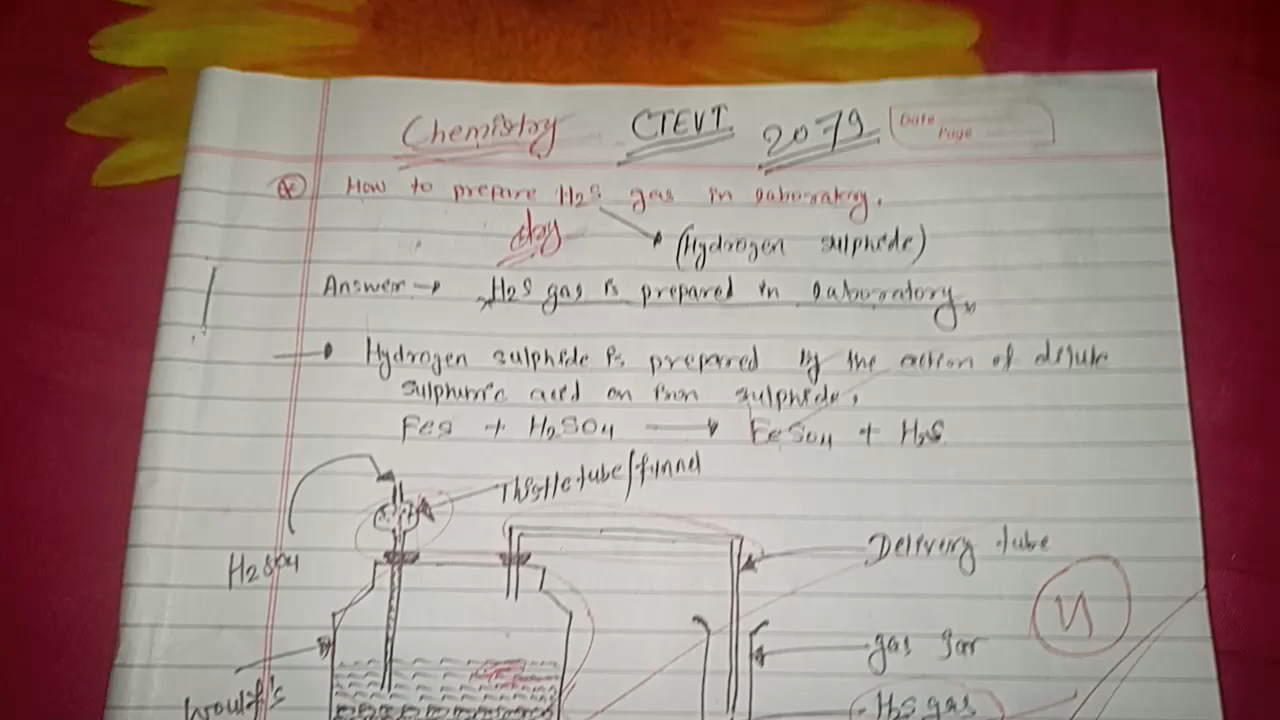 Chemistry CTEVT 2079
Date
Page
How to prepare H2S gas in laboratory.
(Hydrogen sulphide)
Answer → H2S gas is prepared in laboratory
→ Hydrogen sulphide is prepared by the action of dilute
sulphuric acid on iron sulphide.
FeS + H2SO4 → FeSO4 + H2S
Thistle tube/funnel
Delivery tube
H2SO4
gas jar
Woulf's
H2S gas